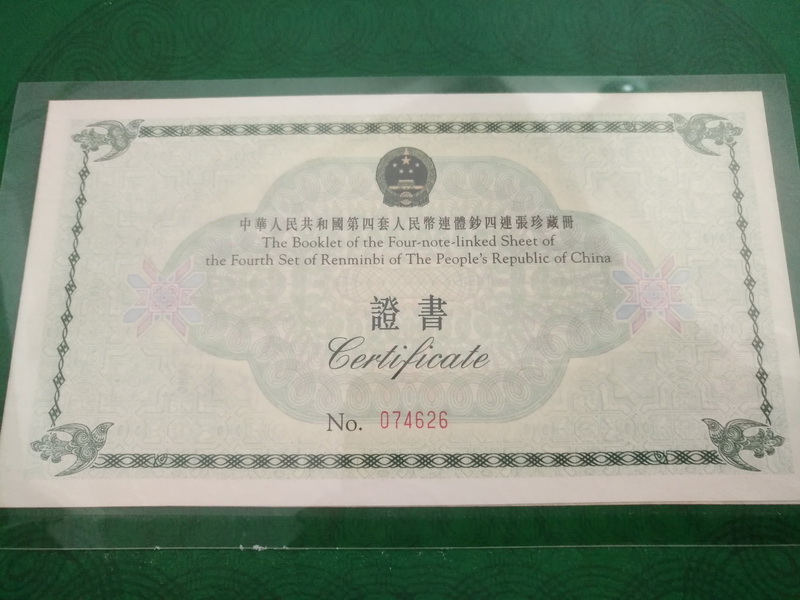 中華人民共和國第四套人民幣連體鈔四連張珍藏冊
The Booklet of the Four-note-linked Sheet of
the Fourth Set of Renminbi of The People's Republic of China
證書
Certificate
No. 074626